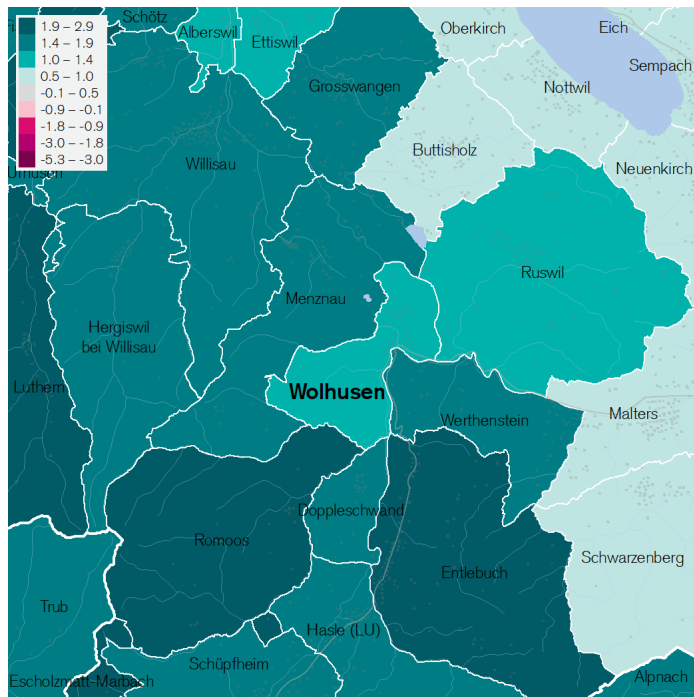 1.9 – 2.9
1.4 – 1.9
1.0 – 1.4
0.5 – 1.0
-0.1 – 0.5
-0.9 – -0.1
-1.8 – -0.9
-3.0 – -1.8
-5.3 – -3.0
Schötz
Alberswil
Ettiswil
Oberkirch
Eich
Sempach
Nottwil
Grosswangen
Buttisholz
Willisau
Neuenkirch
Ruswil
Menznau
Hergiswil
bei Willisau
Luthern
Wolhusen
Werthenstein
Malters
Doppleschwand
Romoos
Entlebuch
Schwarzenberg
Trub
Hasle (LU)
Schüpfheim
Escholzmatt-Marbach
Alpnach